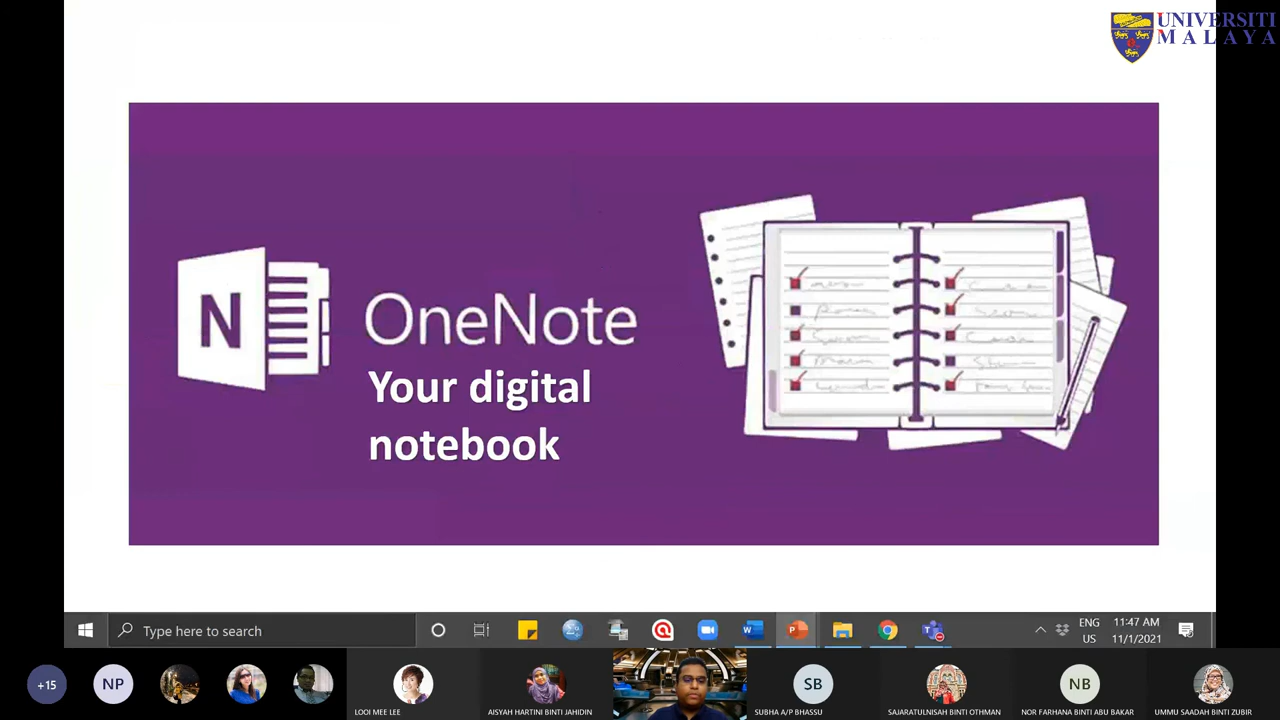 UNIVERSITI
MALAYA
N
OneNote
Your digital
notebook
Type here to search
ENG
US
11:47 AM
11/1/2021
+15
NP
LOOI MEE LEE
AISYAH HARTINI BINTI JAHIDIN
SB
SUBHA A/P BHASSU
SAJARATULNISAH BINTI OTHMAN
NB
NOR FARHANA BINTI ABU BAKAR
UMMU SAADAH BINTI ZUBIR